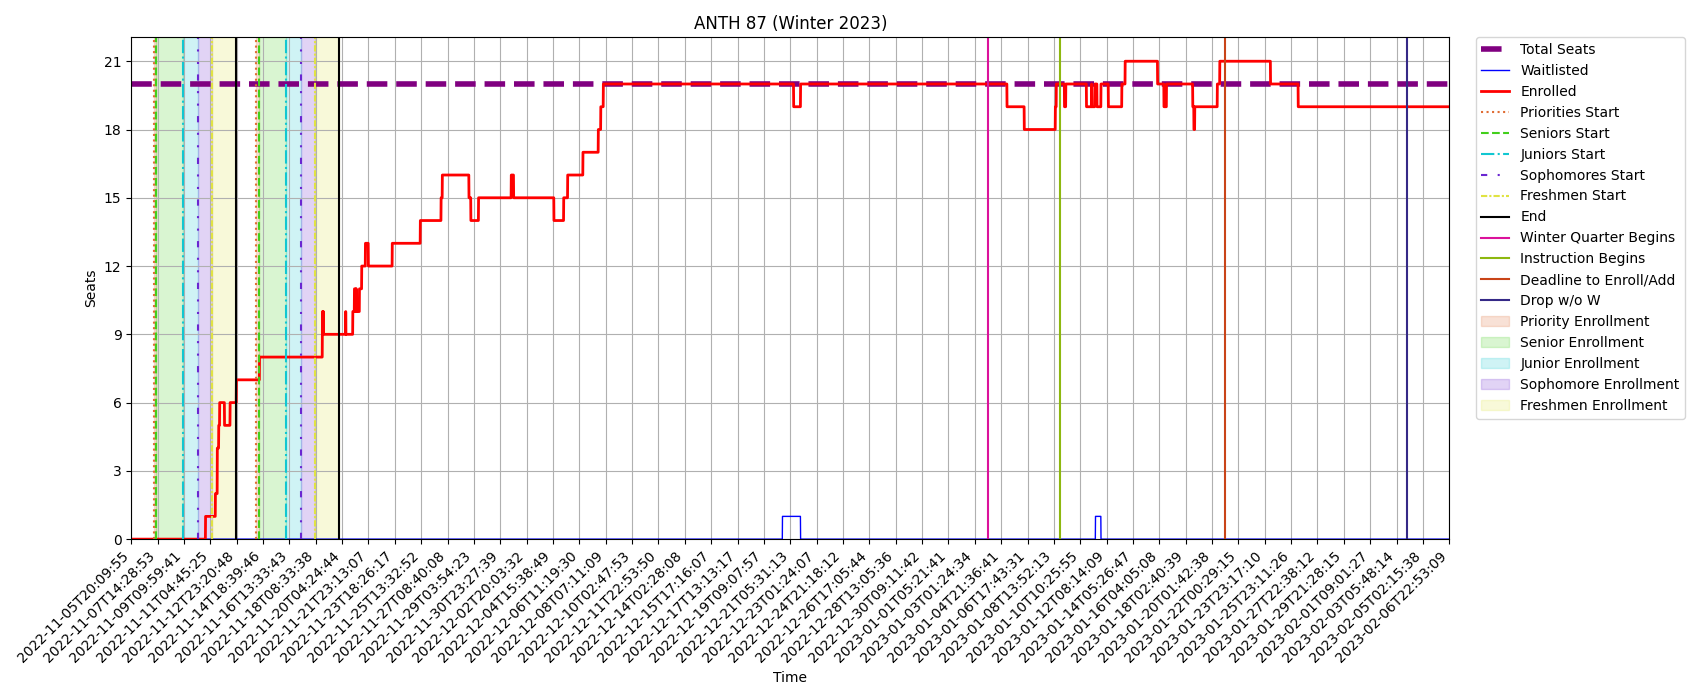 ANTH 87 (Winter 2023)
21
18
15
12
9
6
3
0
Seats
2022-11-05T20:09:55
2022-11-07T14:28:53
2022-11-09T09:59:41
2022-11-11T04:45:25
2022-11-12T23:20:48
2022-11-14T18:39:46
2022-11-16T13:33:43
2022-11-18T08:33:38
2022-11-20T04:24:44
2022-11-21T23:13:07
2022-11-23T18:26:17
2022-11-25T13:32:52
2022-11-27T08:40:08
2022-11-29T03:54:23
2022-11-30T23:27:39
2022-12-02T20:03:32
2022-12-04T15:38:49
2022-12-06T11:19:30
2022-12-08T07:11:09
2022-12-10T02:47:53
2022-12-11T22:53:50
2022-12-14T02:28:08
2022-12-15T17:16:07
2022-12-17T13:13:17
2022-12-19T09:07:57
2022-12-21T05:31:13
2022-12-23T01:24:07
2022-12-24T21:18:12
2022-12-26T17:05:44
2022-12-28T13:05:36
2022-12-30T09:11:42
2023-01-01T05:21:41
2023-01-03T01:24:34
2023-01-04T21:36:41
2023-01-06T17:43:31
2023-01-08T13:52:13
2023-01-10T10:25:55
2023-01-12T08:14:09
2023-01-14T05:26:47
2023-01-16T04:05:08
2023-01-18T02:40:39
2023-01-20T01:42:38
2023-01-22T00:29:15
2023-01-23T23:17:10
2023-01-25T23:11:26
2023-01-27T22:38:12
2023-01-29T21:28:15
2023-02-01T09:01:27
2023-02-03T05:48:14
2023-02-05T02:15:38
2023-02-06T22:53:09
Time
Total Seats
Waitlisted
Enrolled
Priorities Start
Seniors Start
Juniors Start
Sophomores Start
Freshmen Start
End
Winter Quarter Begins
Instruction Begins
Deadline to Enroll/Add
Drop w/o W
Priority Enrollment
Senior Enrollment
Junior Enrollment
Sophomore Enrollment
Freshmen Enrollment